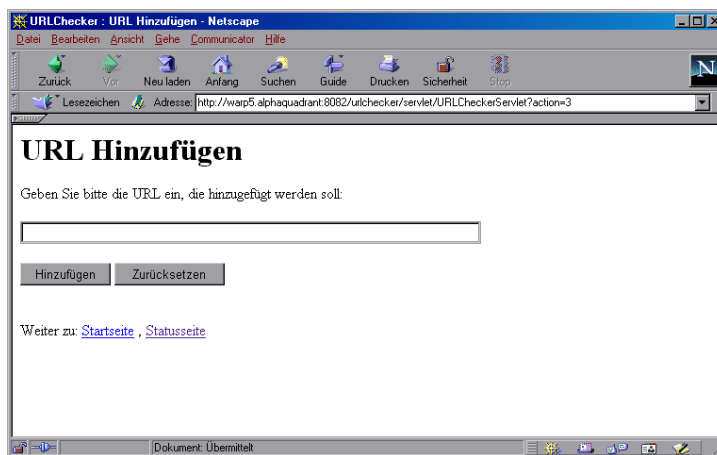 URLChecker : URL Hinzufügen - Netscape
Datei Bearbeiten Ansicht Gehe Communicator Hilfe
Zurück Vor Neu laden Anfang Suchen Guide Drucken Sicherheit Stop
N
Lesezeichen Adresse: http://warp5.alphaquadrant:8082/urlchecker/servlet/URLCheckerServlet?action=3
URL Hinzufügen
Geben Sie bitte die URL ein, die hinzugefügt werden soll:
Hinzufügen Zurücksetzen
Weiter zu: Startseite , Statusseite
Dokument: Übermittelt